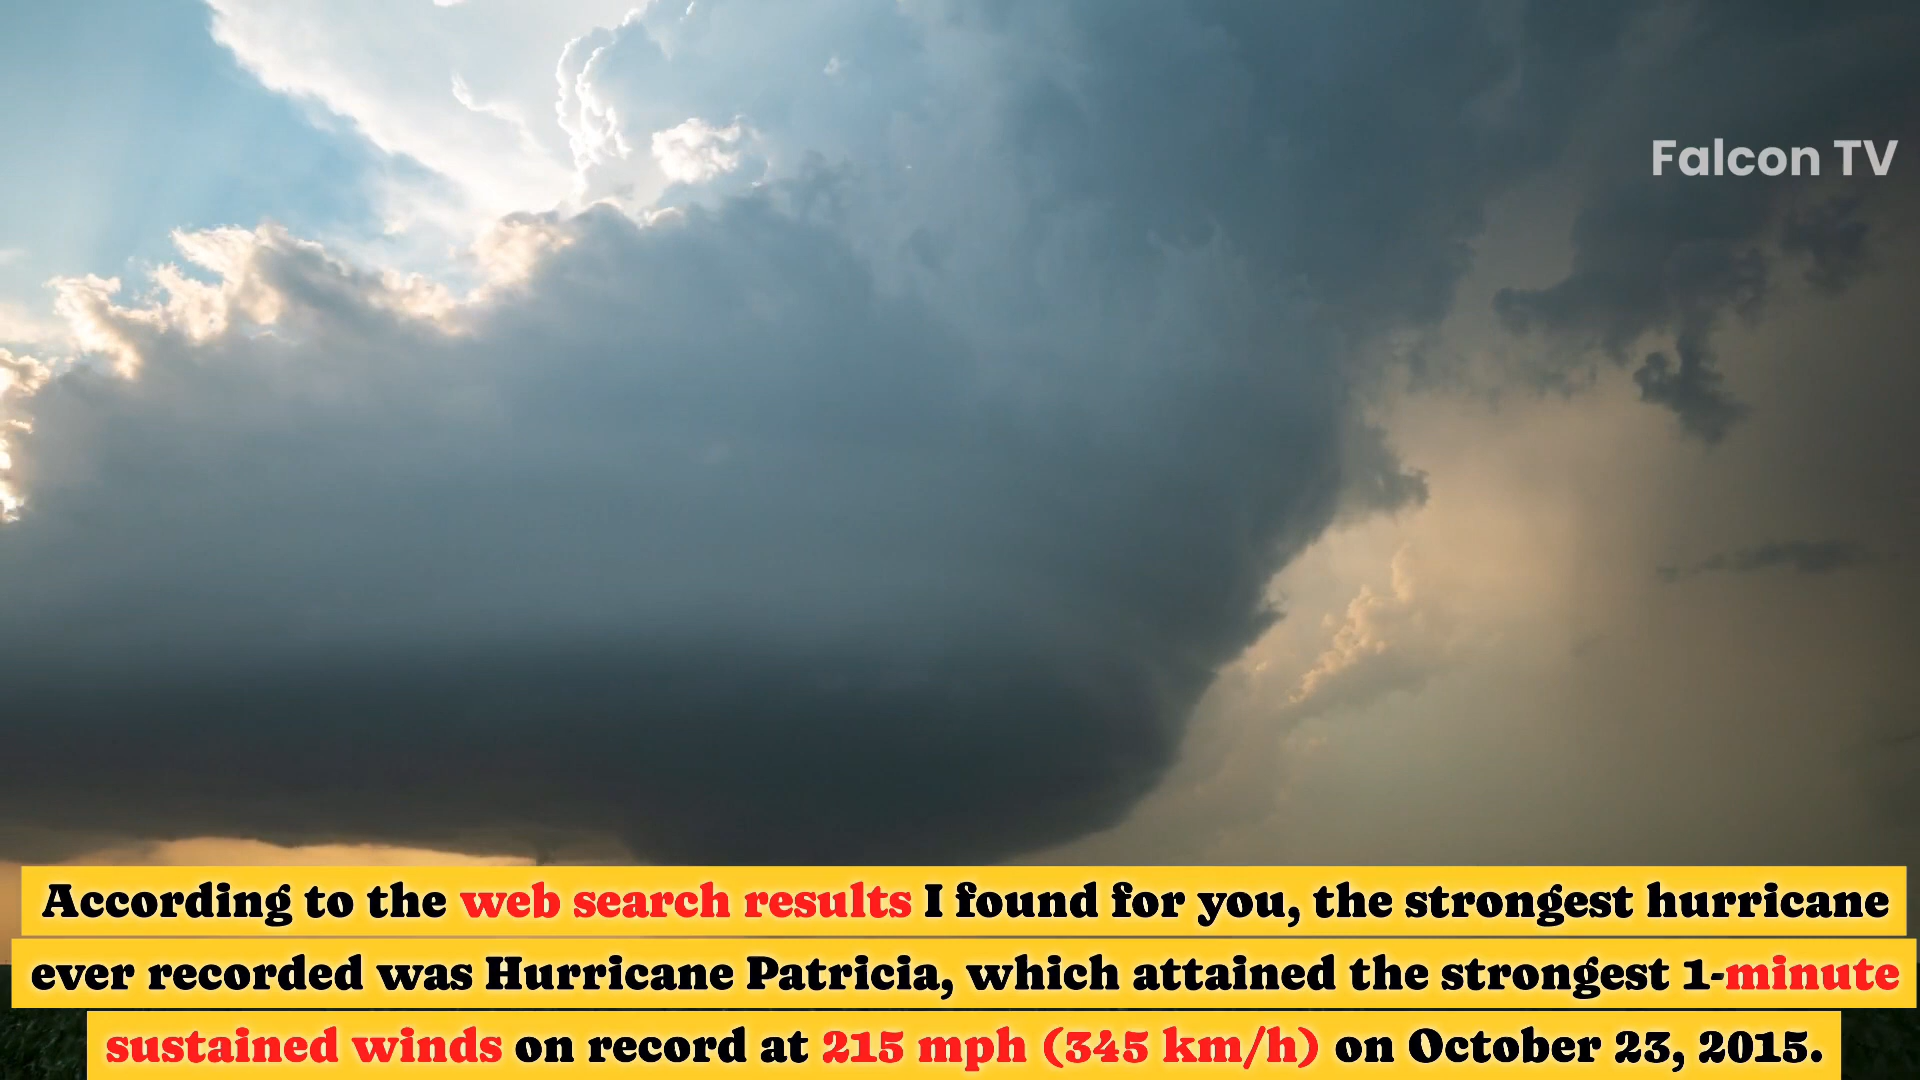 Falcon TV
According to the web search results I found for you, the strongest hurricane
ever recorded was Hurricane Patricia, which attained the strongest 1-minute
sustained winds on record at 215 mph (345 km/h) on October 23, 2015.